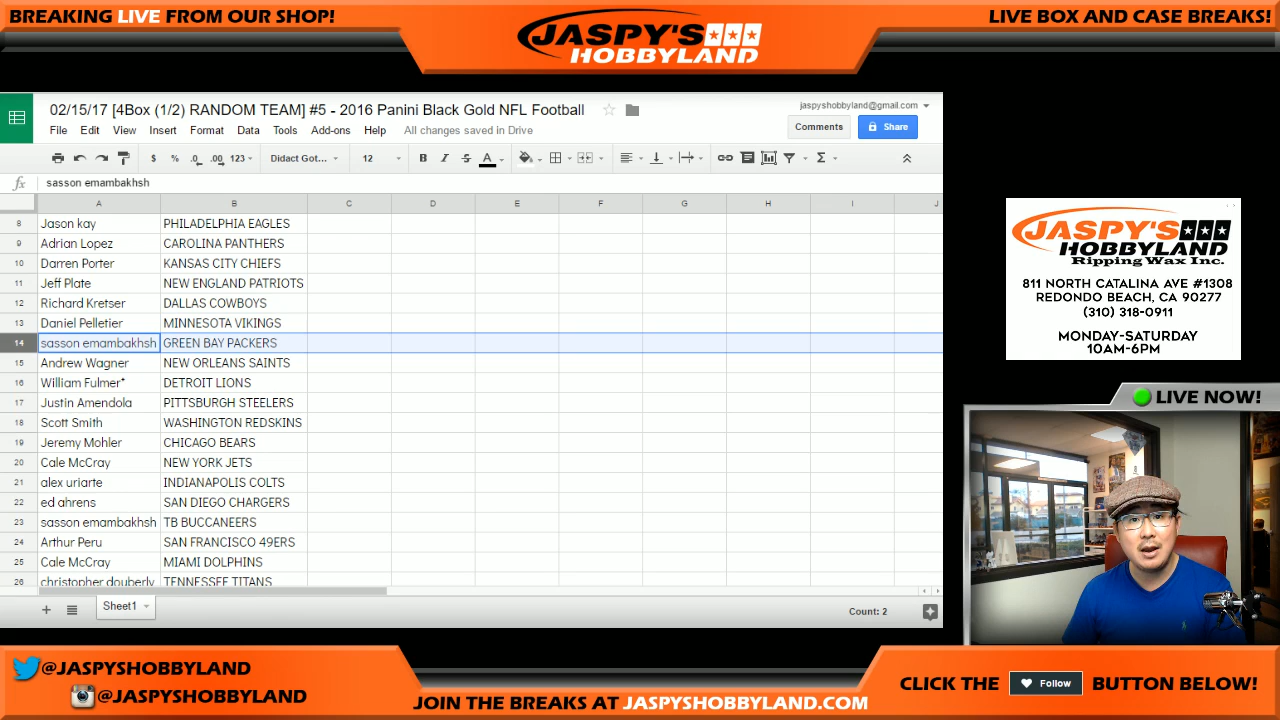 BREAKING LIVE FROM OUR SHOP!
JASPY'S
HOBBYLAND
LIVE BOX AND CASE BREAKS!
02/15/17 [4Box (1/2) RANDOM TEAM] #5 - 2016 Panini Black Gold NFL Football
jaspyshobbyland@gmail.com
File Edit View Insert Format Data Tools Add-ons Help All changes saved in Drive
Comments Share
$ % .0 .00 123 Didact Got... 12 B I S A
fx sasson emambakhsh
A B C D E F G H I J
8 Jason kay PHILADELPHIA EAGLES
9 Adrian Lopez CAROLINA PANTHERS
10 Darren Porter KANSAS CITY CHIEFS
11 Jeff Plate NEW ENGLAND PATRIOTS
12 Richard Kretser DALLAS COWBOYS
13 Daniel Pelletier MINNESOTA VIKINGS
14 sasson emambakhsh GREEN BAY PACKERS
15 Andrew Wagner NEW ORLEANS SAINTS
16 William Fulmer* DETROIT LIONS
17 Justin Amendola PITTSBURGH STEELERS
18 Scott Smith WASHINGTON REDSKINS
19 Jeremy Mohler CHICAGO BEARS
20 Cale McCray NEW YORK JETS
21 alex uriarte INDIANAPOLIS COLTS
22 ed ahrens SAN DIEGO CHARGERS
23 sasson emambakhsh TB BUCCANEERS
24 Arthur Peru SAN FRANCISCO 49ERS
25 Cale McCray MIAMI DOLPHINS
26 christopher douberly TENNESSEE TITANS
Sheet1
Count: 2
JASPY'S
HOBBYLAND
Ripping Wax Inc.
811 NORTH CATALINA AVE #1308
REDONDO BEACH, CA 90277
(310) 318-0911
MONDAY-SATURDAY
10AM-6PM
LIVE NOW!
@JASPYSHOBBYLAND
@JASPYSHOBBYLAND
JOIN THE BREAKS AT JASPYSHOBBYLAND.COM
CLICK THE Follow BUTTON BELOW!